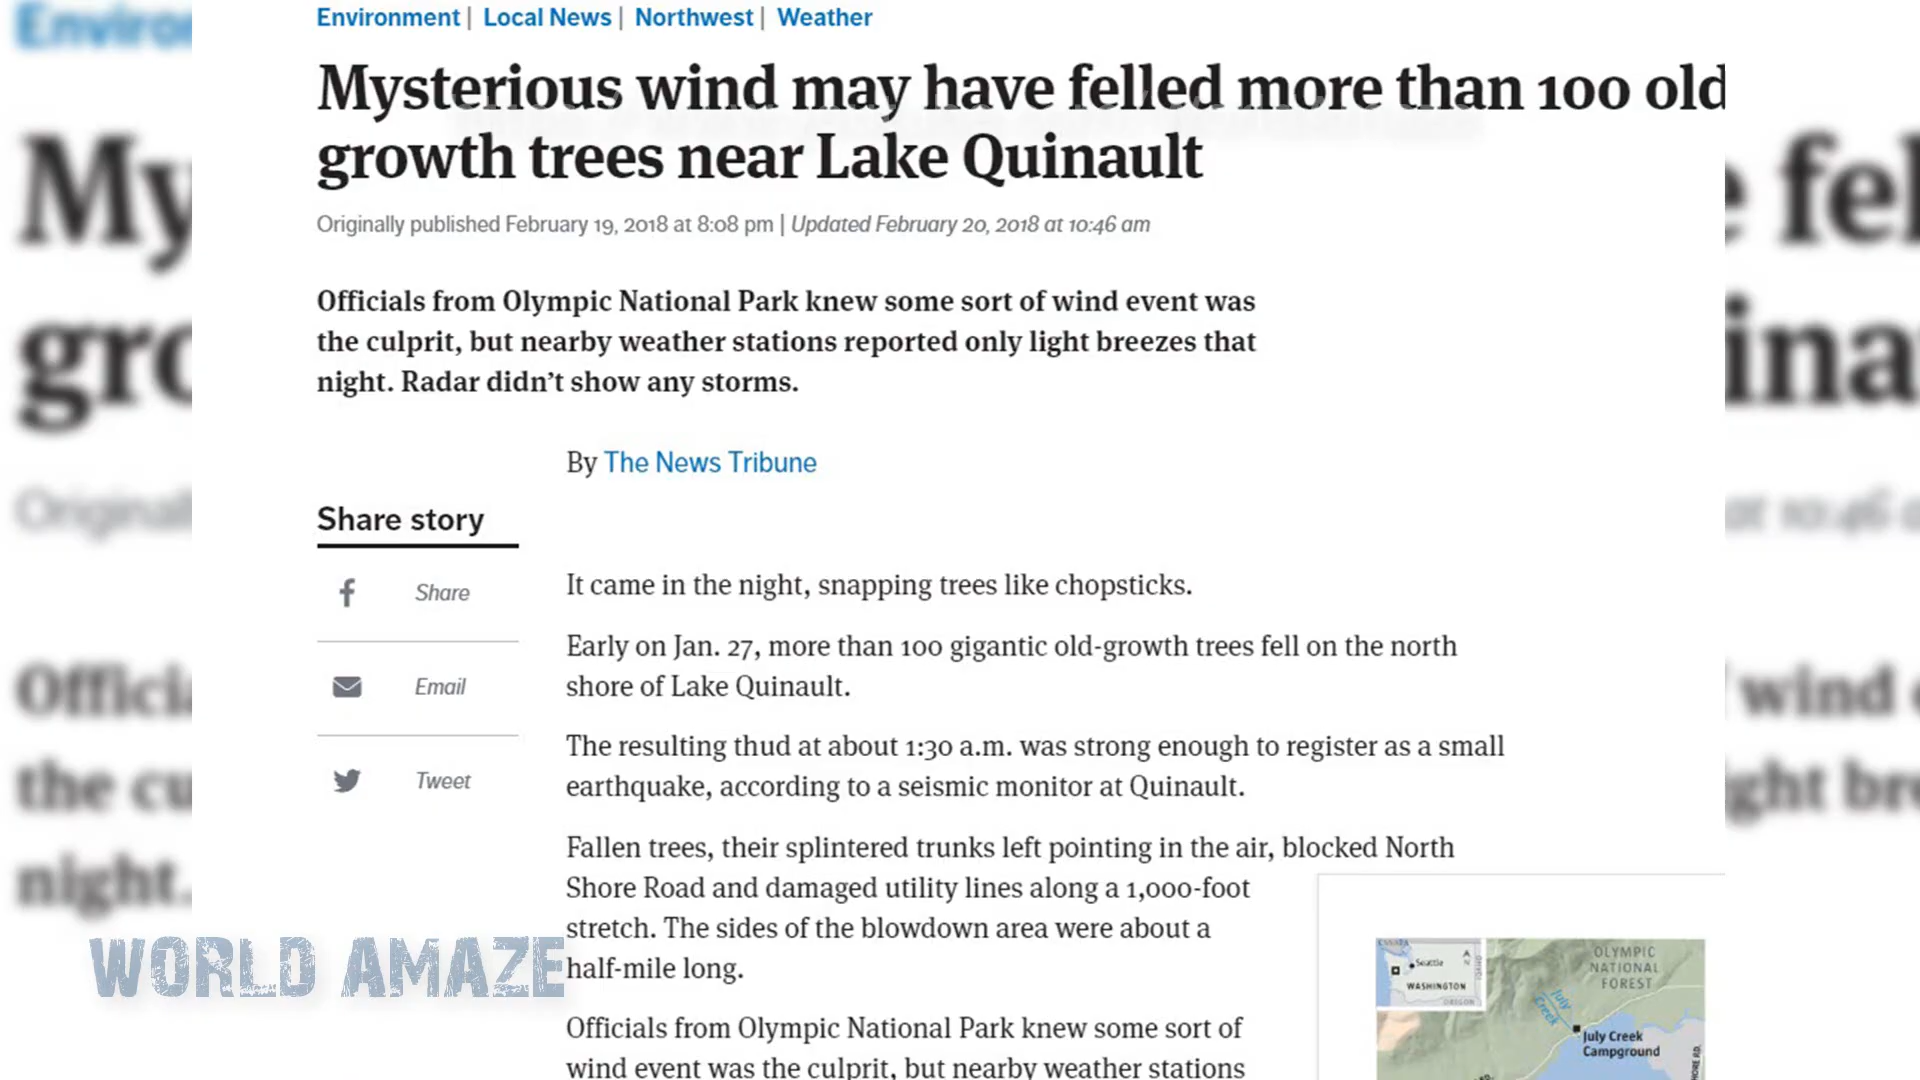 Environment | Local News | Northwest | Weather
Mysterious wind may have felled more than 100 old
growth trees near Lake Quinault
Originally published February 19, 2018 at 8:08 pm | Updated February 20, 2018 at 10:46 am
Officials from Olympic National Park knew some sort of wind event was
the culprit, but nearby weather stations reported only light breezes that
night. Radar didn’t show any storms.
By The News Tribune
Share story
Share
Email
Tweet
It came in the night, snapping trees like chopsticks.
Early on Jan. 27, more than 100 gigantic old-growth trees fell on the north
shore of Lake Quinault.
The resulting thud at about 1:30 a.m. was strong enough to register as a small
earthquake, according to a seismic monitor at Quinault.
Fallen trees, their splintered trunks left pointing in the air, blocked North
Shore Road and damaged utility lines along a 1,000-foot
stretch. The sides of the blowdown area were about a
half-mile long.
Officials from Olympic National Park knew some sort of
wind event was the culprit, but nearby weather stations
WORLD AMAZE
CANADA
Seattle
N
WASHINGTON
OREGON
OLYMPIC
NATIONAL
FOREST
July
Creek
July Creek
Campground